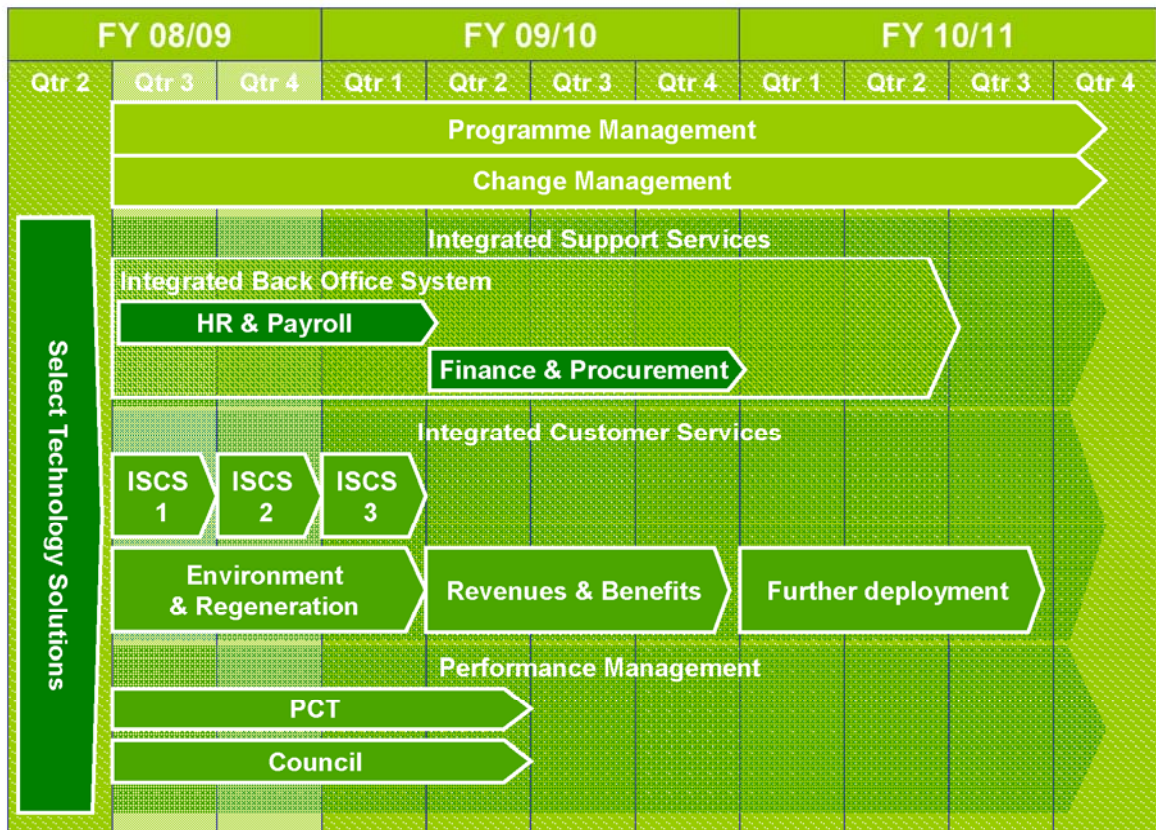 FY 08/09
FY 09/10
FY 10/11
Qtr 2
Qtr 3
Qtr 4
Qtr 1
Qtr 2
Qtr 3
Qtr 4
Qtr 1
Qtr 2
Qtr 3
Qtr 4
Programme Management
Change Management
Select Technology Solutions
Integrated Support Services
Integrated Back Office System
HR & Payroll
Finance & Procurement
Integrated Customer Services
ISCS
1
ISCS
2
ISCS
3
Environment
& Regeneration
Revenues & Benefits
Further deployment
Performance Management
PCT
Council